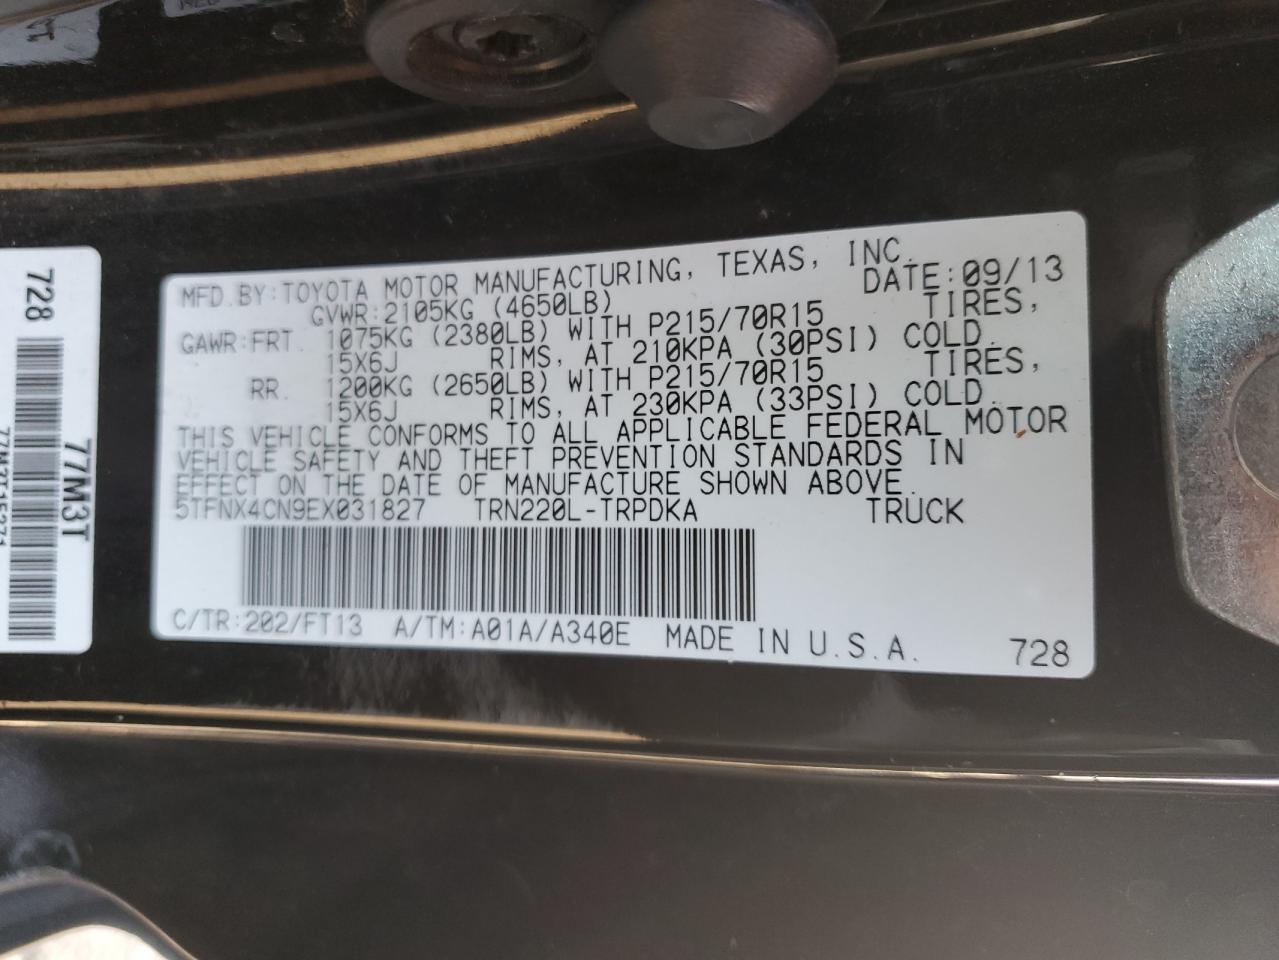 MFD. BY: TOYOTA MOTOR MANUFACTURING, TEXAS, INC.
GVWR: 2105KG (4650LB) DATE: 09/13
GAWR: FRT. 1075KG (2380LB) WITH P215/70R15 TIRES,
15X6J RIMS, AT 210KPA (30PSI) COLD.
RR. 1200KG (2650LB) WITH P215/70R15 TIRES,
15X6J RIMS, AT 230KPA (33PSI) COLD.
THIS VEHICLE CONFORMS TO ALL APPLICABLE FEDERAL MOTOR
VEHICLE SAFETY AND THEFT PREVENTION STANDARDS IN
EFFECT ON THE DATE OF MANUFACTURE SHOWN ABOVE.
5TFNX4CN9EX031827 TRN220L-TRPDKA TRUCK
C/TR: 202/FT13 A/TM: A01A/A340E MADE IN U.S.A.
728
728
77M3T